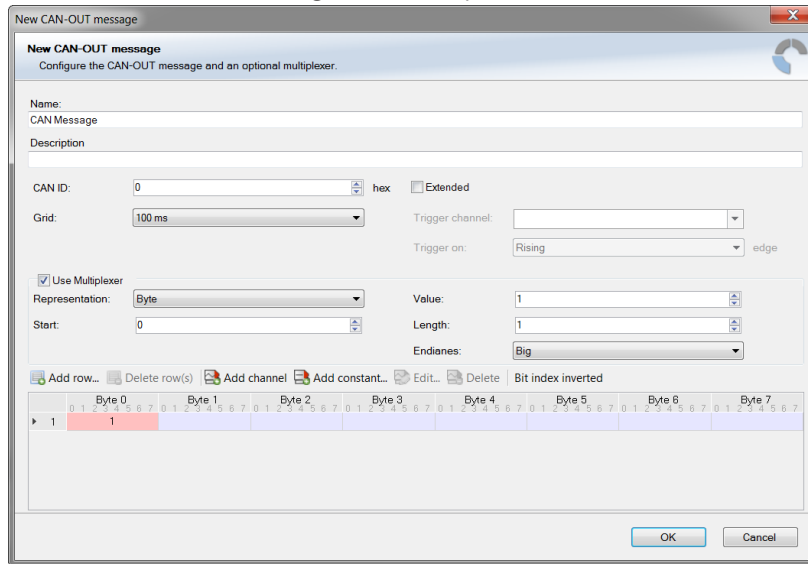 New CAN-OUT message
New CAN-OUT message
Configure the CAN-OUT message and an optional multiplexer.
Name:
CAN Message
Description
CAN ID: 0 hex Extended
Grid: 100 ms Trigger channel:
Trigger on: Rising edge
Use Multiplexer
Representation: Byte Value: 1
Start: 0 Length: 1
Endianes: Big
Add row... Delete row(s) Add channel Add constant... Edit... Delete Bit index inverted
Byte 0 Byte 1 Byte 2 Byte 3 Byte 4 Byte 5 Byte 6 Byte 7
0 1 2 3 4 5 6 7 0 1 2 3 4 5 6 7 0 1 2 3 4 5 6 7 0 1 2 3 4 5 6 7 0 1 2 3 4 5 6 7 0 1 2 3 4 5 6 7 0 1 2 3 4 5 6 7 0 1 2 3 4 5 6 7
1 1
OK Cancel